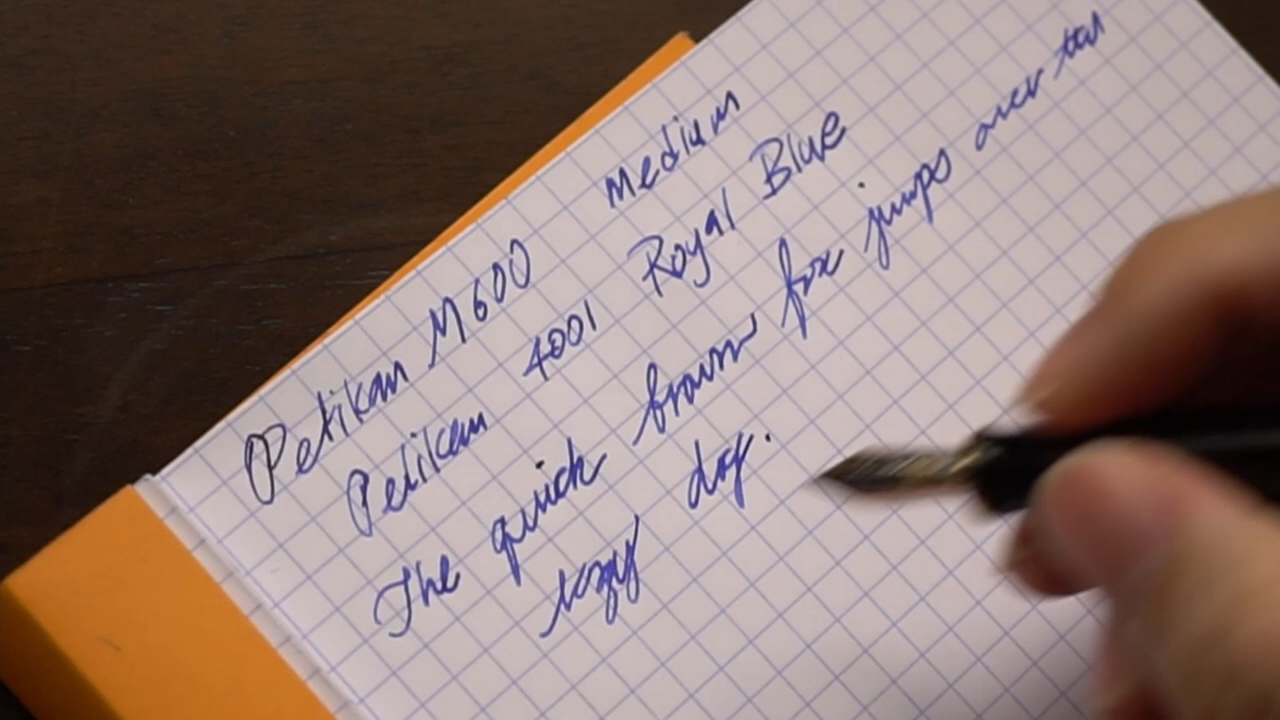 Pelikan M600 Medium
Pelikan 4001 Royal Blue
The quick brown fox jumps over the
lazy dog.